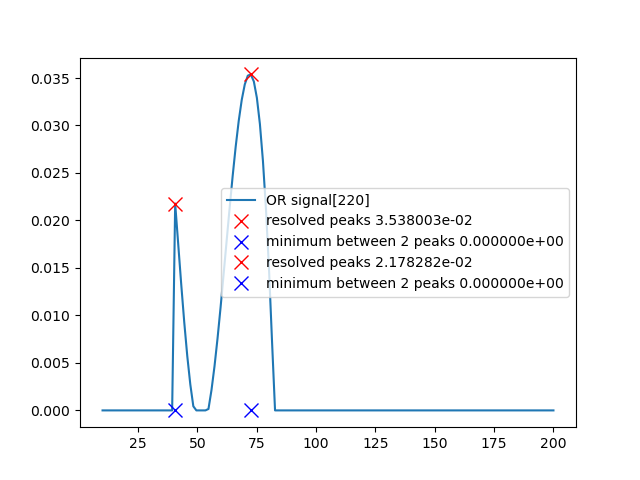 0.035
0.030
0.025
0.020
0.015
0.010
0.005
0.000
OR signal[220]
resolved peaks 3.538003e-02
minimum between 2 peaks 0.000000e+00
resolved peaks 2.178282e-02
minimum between 2 peaks 0.000000e+00
25 50 75 100 125 150 175 200